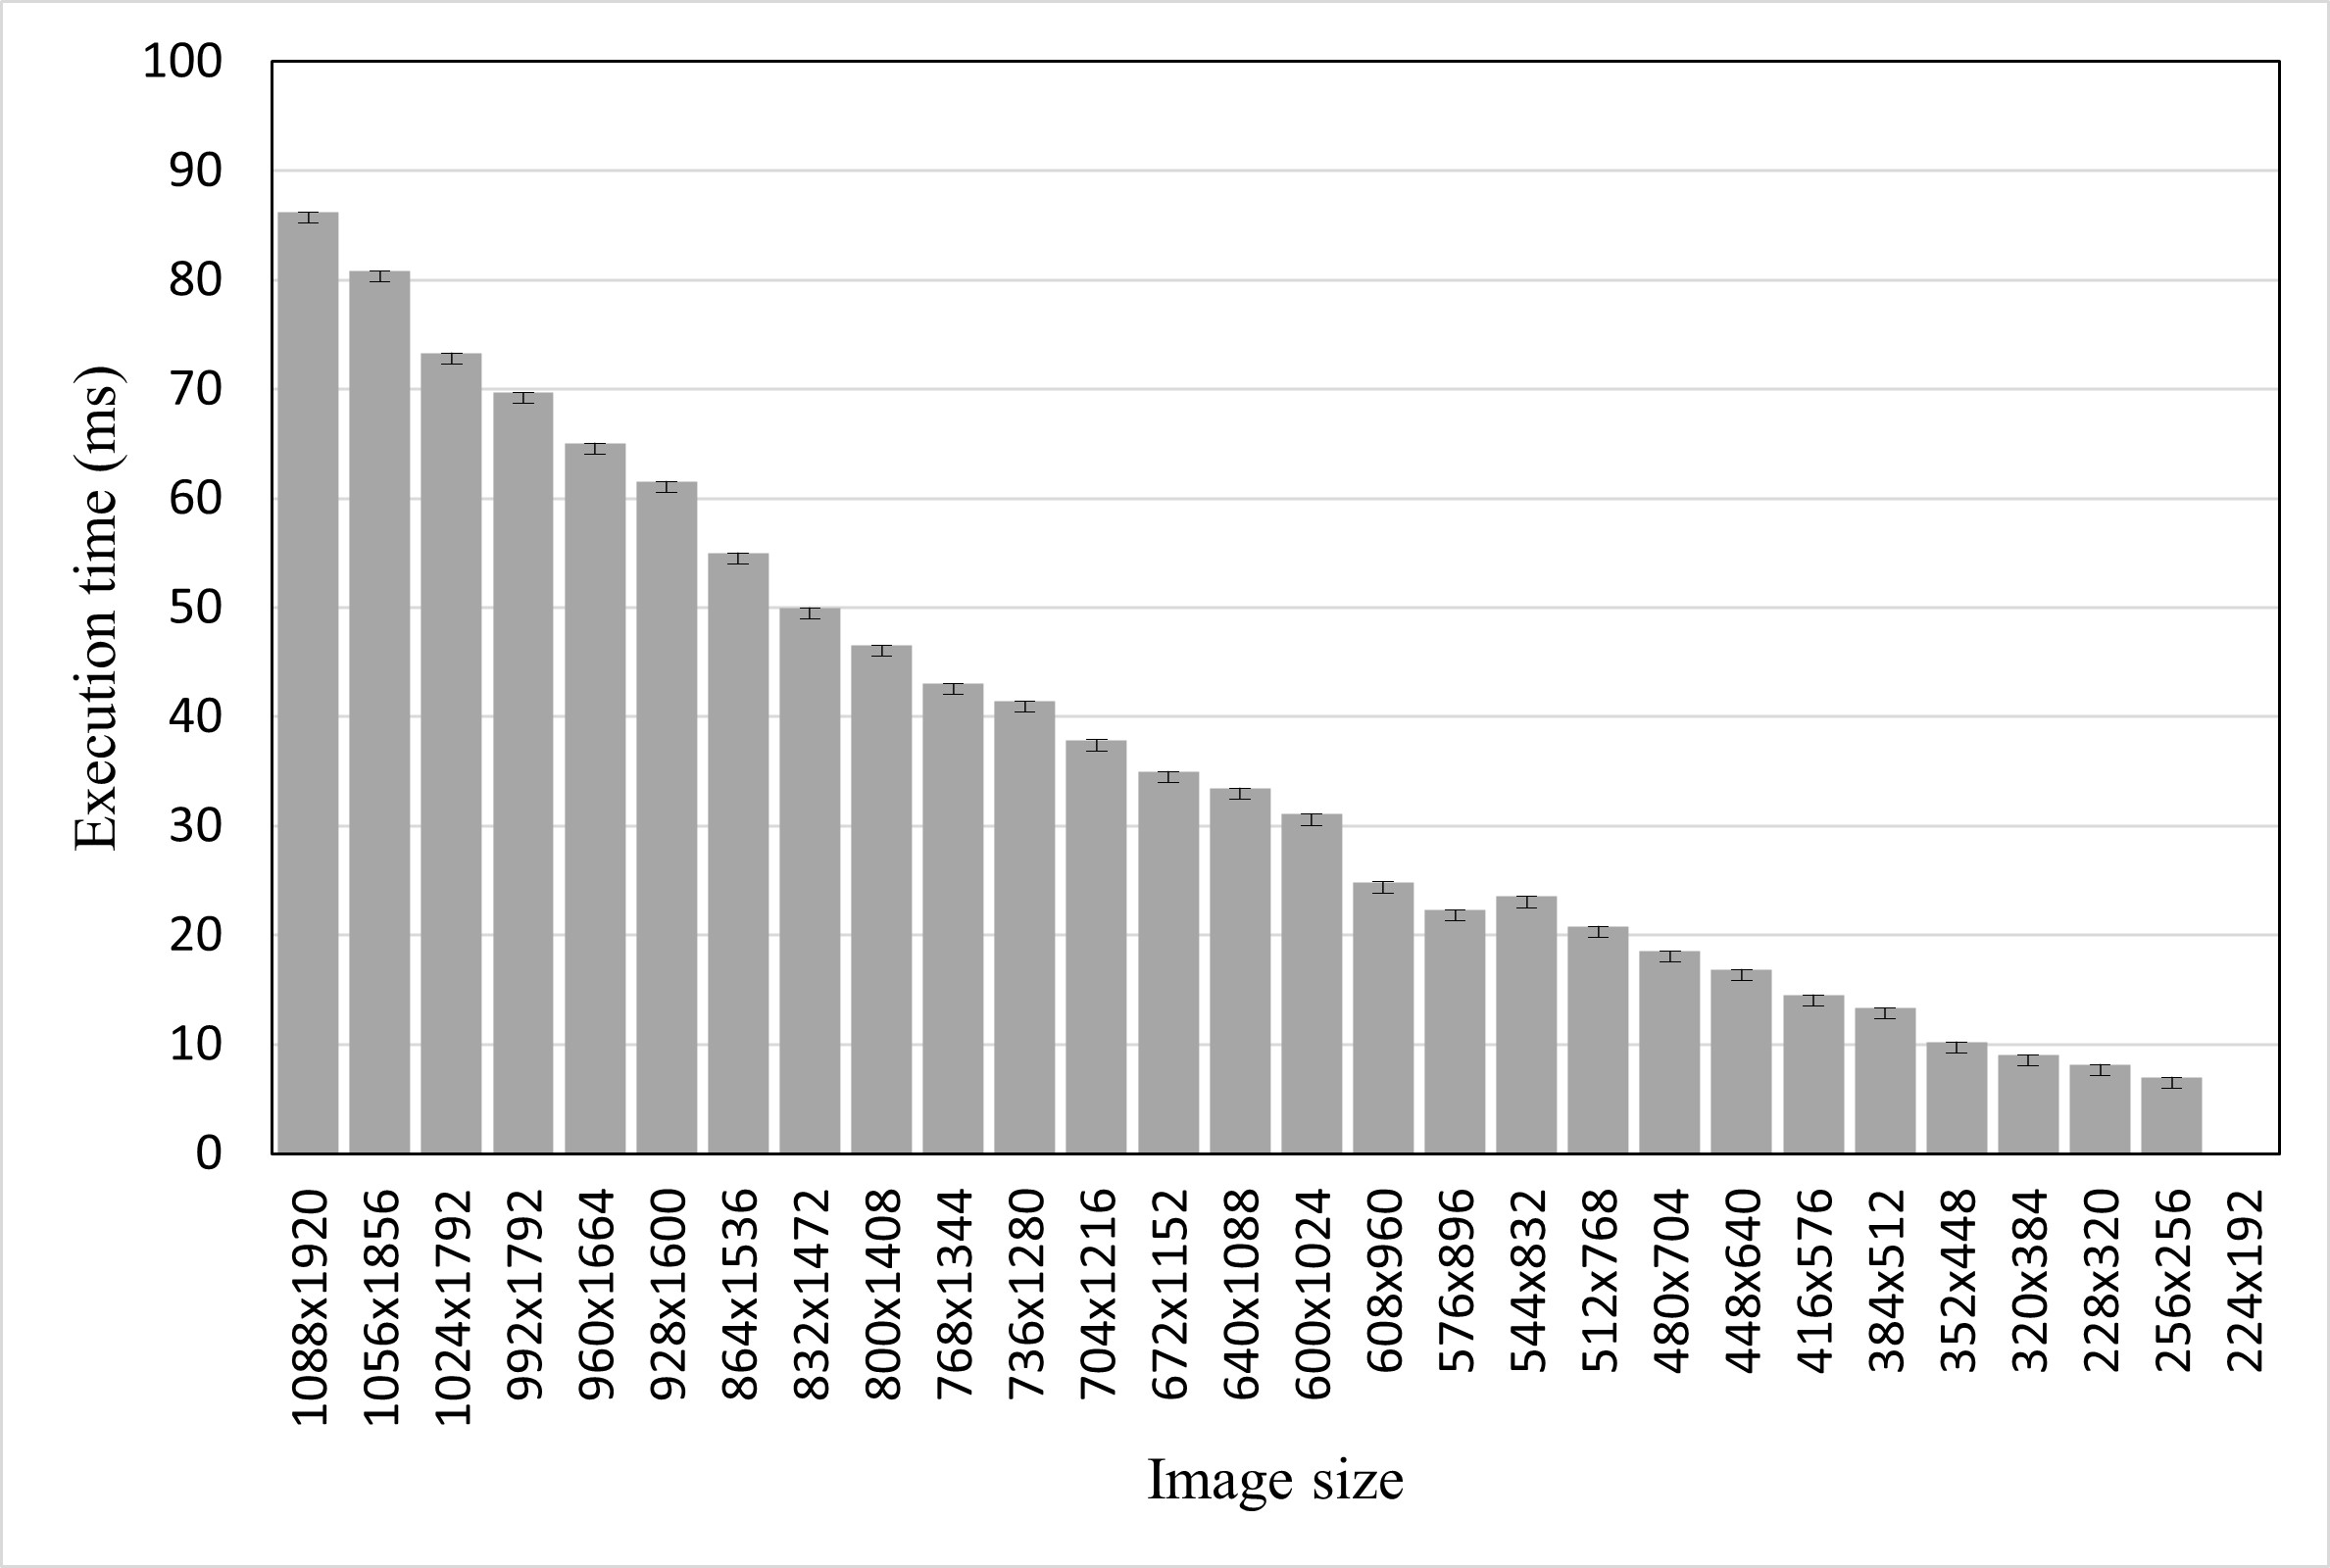 100
90
80
70
60
50
40
30
20
10
0
Execution time (ms)
1088x1920
1056x1856
1024x1792
992x1792
960x1664
928x1600
864x1536
832x1472
800x1408
768x1344
736x1280
704x1216
672x1152
640x1088
600x1024
608x960
576x896
544x832
512x768
480x704
448x640
416x576
384x512
352x448
320x384
228x320
256x256
224x192
Image size